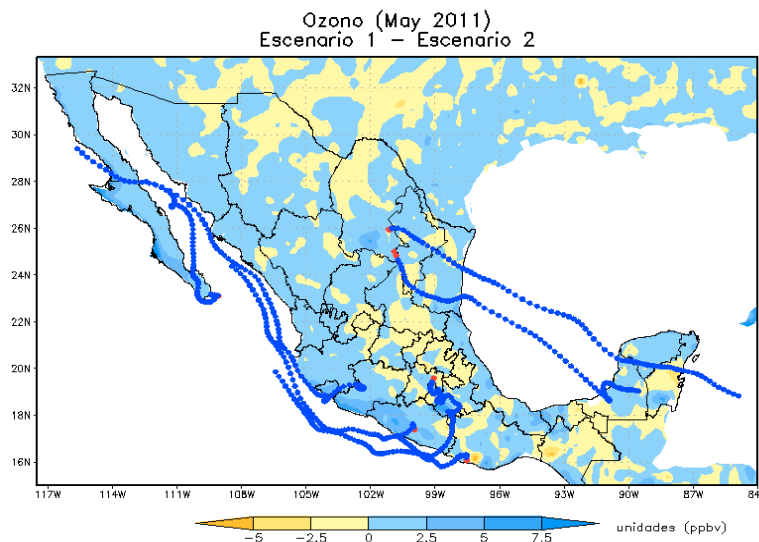 Ozono (May 2011)
Escenario 1 – Escenario 2
32N
30N
28N
26N
24N
22N
20N
18N
16N
117W 114W 111W 108W 105W 102W 99W 96W 93W 90W 87W 84
-5 -2.5 0 2.5 5 7.5
unidades (ppbv)